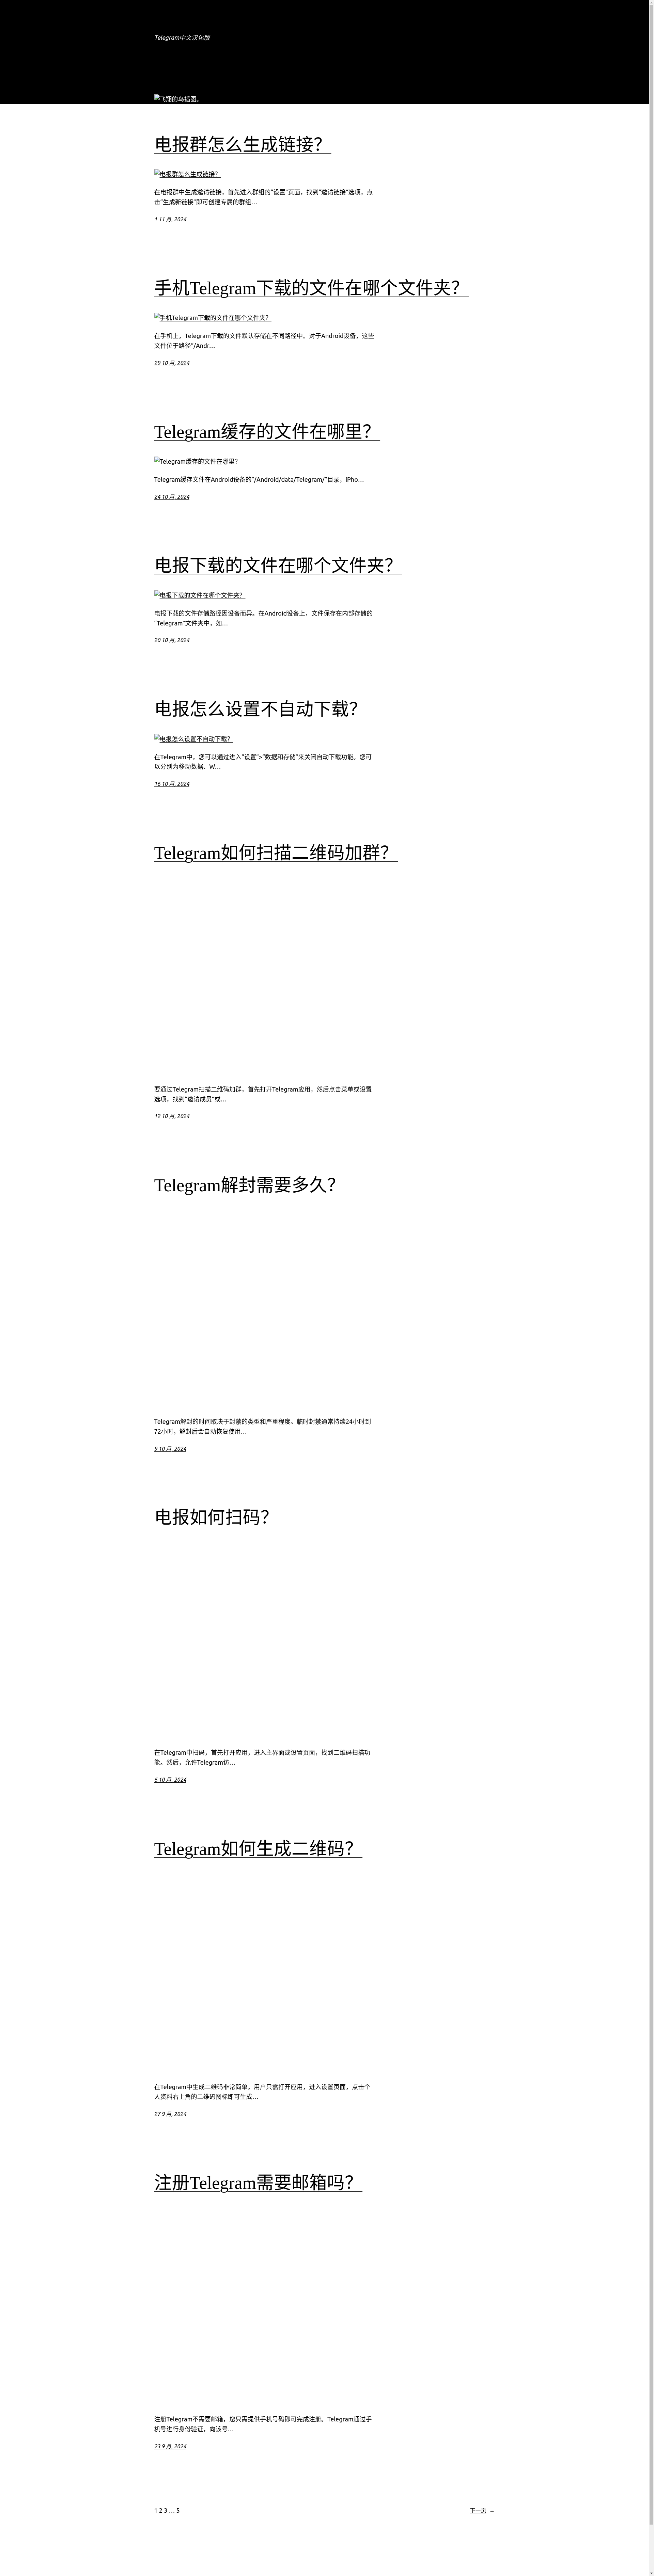 Telegram中文汉化版
飞翔的鸟插图。
电报群怎么生成链接？
电报群怎么生成链接？
在电报群中生成邀请链接，首先进入群组的“设置”页面，找到“邀请链接”选项，点
击“生成新链接”即可创建专属的群组…
1 11 月, 2024
手机Telegram下载的文件在哪个文件夹？
手机Telegram下载的文件在哪个文件夹？
在手机上，Telegram下载的文件默认存储在不同路径中。对于Android设备，这些
文件位于路径“/Andr…
29 10 月, 2024
Telegram缓存的文件在哪里？
Telegram缓存的文件在哪里？
Telegram缓存文件在Android设备的“/Android/data/Telegram/”目录，iPho…
24 10 月, 2024
电报下载的文件在哪个文件夹？
电报下载的文件在哪个文件夹？
电报下载的文件存储路径因设备而异。在Android设备上，文件保存在内部存储的
“Telegram”文件夹中，如…
20 10 月, 2024
电报怎么设置不自动下载？
电报怎么设置不自动下载？
在Telegram中，您可以通过进入“设置”>“数据和存储”来关闭自动下载功能。您可
以分别为移动数据、W…
16 10 月, 2024
Telegram如何扫描二维码加群？
要通过Telegram扫描二维码加群，首先打开Telegram应用，然后点击菜单或设置
选项，找到“邀请成员”或…
12 10 月, 2024
Telegram解封需要多久？
Telegram解封的时间取决于封禁的类型和严重程度。临时封禁通常持续24小时到
72小时，解封后会自动恢复使用…
9 10 月, 2024
电报如何扫码？
在Telegram中扫码，首先打开应用，进入主界面或设置页面，找到二维码扫描功
能。然后，允许Telegram访…
6 10 月, 2024
Telegram如何生成二维码？
在Telegram中生成二维码非常简单。用户只需打开应用，进入设置页面，点击个
人资料右上角的二维码图标即可生成…
27 9 月, 2024
注册Telegram需要邮箱吗？
注册Telegram不需要邮箱，您只需提供手机号码即可完成注册。Telegram通过手
机号进行身份验证，向该号…
23 9 月, 2024
1 2 3 … 5 下一页 →